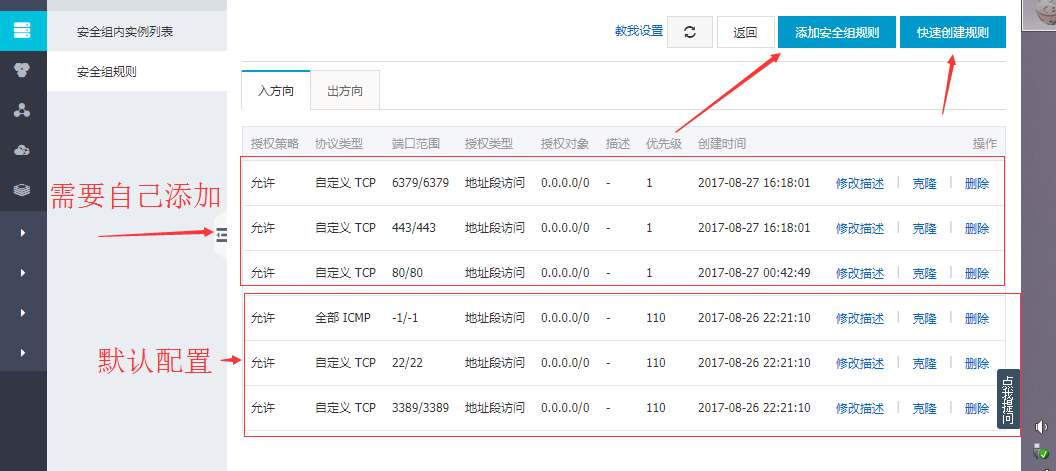 安全组内实例列表
安全组规则
教我设置 返回 添加安全组规则 快速创建规则
入方向 出方向
授权策略 协议类型 端口范围 授权类型 授权对象 描述 优先级 创建时间 操作
允许 自定义 TCP 6379/6379 地址段访问 0.0.0.0/0 - 1 2017-08-27 16:18:01 修改描述 | 克隆 | 删除
需要自己添加
允许 自定义 TCP 443/443 地址段访问 0.0.0.0/0 - 1 2017-08-27 16:18:01 修改描述 | 克隆 | 删除
允许 自定义 TCP 80/80 地址段访问 0.0.0.0/0 - 1 2017-08-27 00:42:49 修改描述 | 克隆 | 删除
允许 全部 ICMP -1/-1 地址段访问 0.0.0.0/0 - 110 2017-08-26 22:21:10 修改描述 | 克隆 | 删除
默认配置
允许 自定义 TCP 22/22 地址段访问 0.0.0.0/0 - 110 2017-08-26 22:21:10 修改描述 | 克隆 | 删除
允许 自定义 TCP 3389/3389 地址段访问 0.0.0.0/0 - 110 2017-08-26 22:21:10 修改描述 | 克隆 | 删除
点我提问